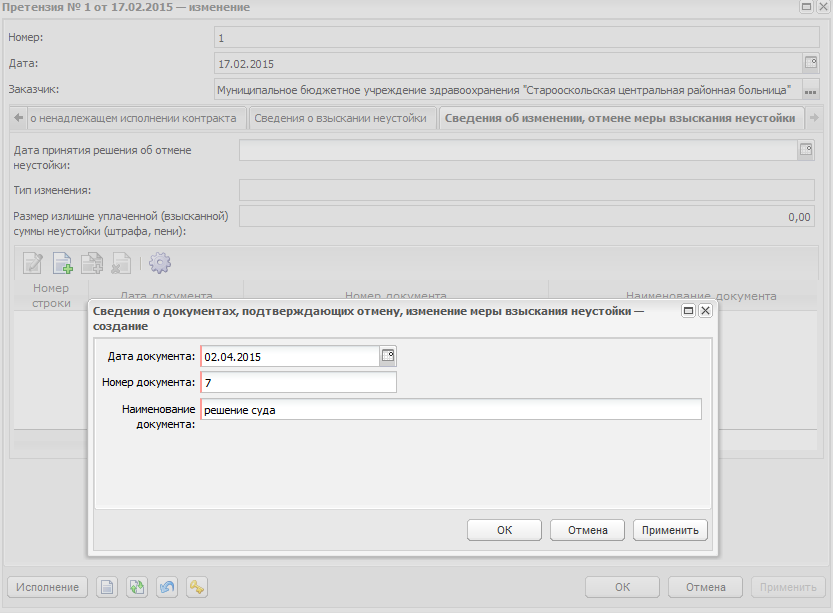 Претензия № 1 от 17.02.2015 — изменение
Номер:
1
Дата:
17.02.2015
Заказчик:
Муниципальное бюджетное учреждение здравоохранения "Старооскольская центральная районная больница"
о ненадлежащем исполнении контракта
Сведения о взыскании неустойки
Сведения об изменении, отмене меры взыскания неустойки
Дата принятия решения об отмене
неустойки:
Тип изменения:
Размер излишне уплаченной (взысканной)
суммы неустойки (штрафа, пени):
0,00
Номер
строки
Дата документа
Номер документа
Наименование документа
Сведения о документах, подтверждающих отмену, изменение меры взыскания неустойки —
создание
Дата документа:
02.04.2015
Номер документа:
7
Наименование
документа:
решение суда
ОК
Отмена
Применить
Исполнение
ОК
Отмена
Применить